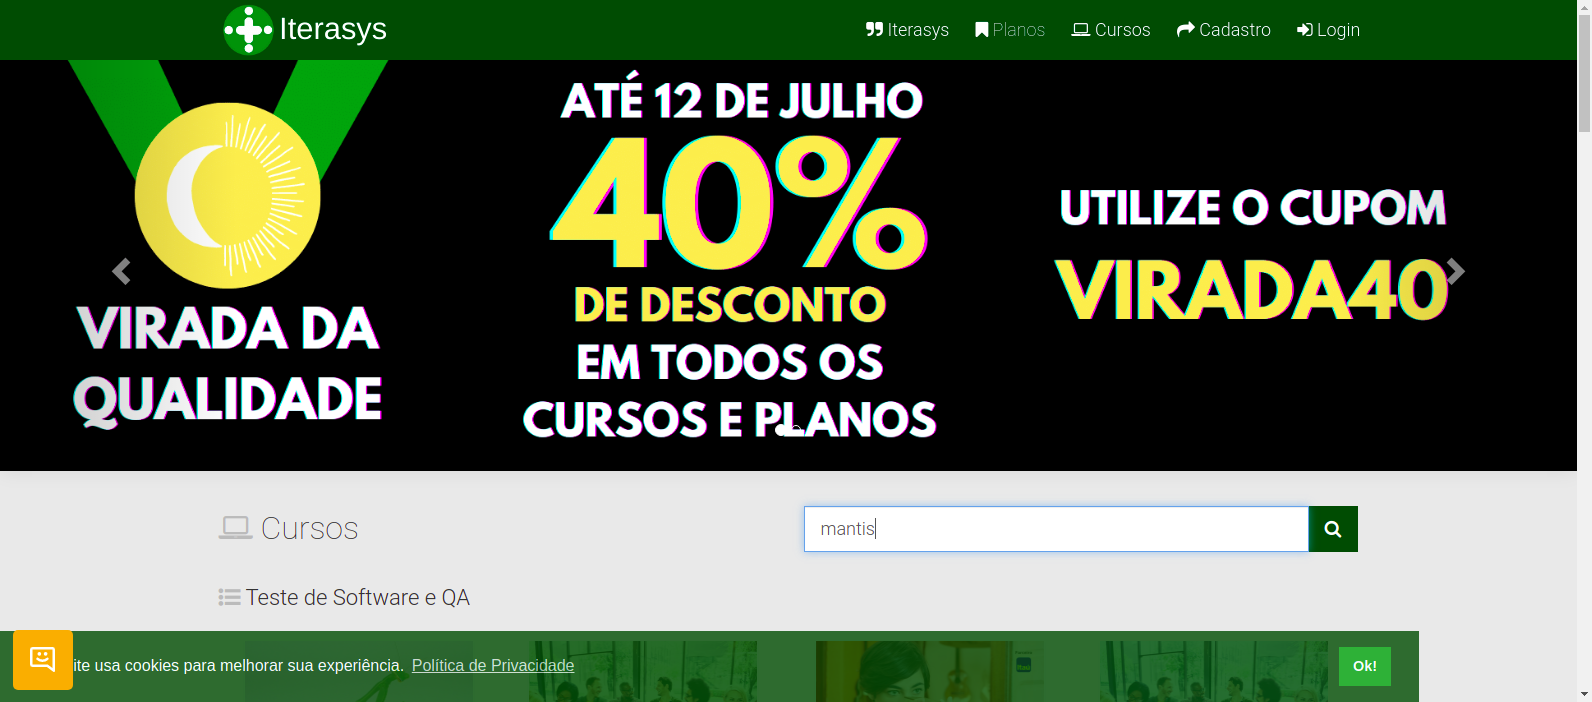 Iterasys
Iterasys Planos Cursos Cadastro Login
VIRADA DA
QUALIDADE
ATÉ 12 DE JULHO
40%
DE DESCONTO
EM TODOS OS
CURSOS E PLANOS
UTILIZE O CUPOM
VIRADA40
Cursos
mantis
Teste de Software e QA
ite usa cookies para melhorar sua experiência. Política de Privacidade
Ok!